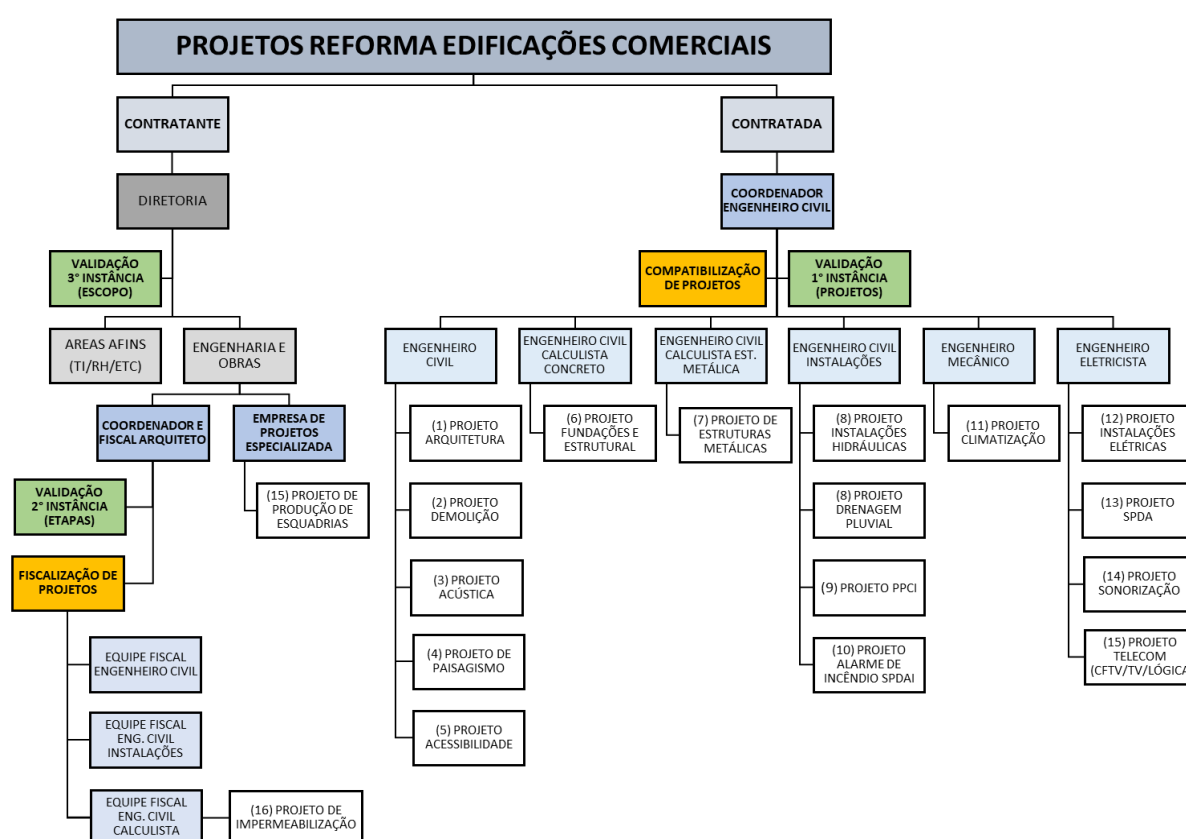 PROJETOS REFORMA EDIFICAÇÕES COMERCIAIS
CONTRATANTE
CONTRATADA
DIRETORIA
COORDENADOR
ENGENHEIRO CIVIL
VALIDAÇÃO
3° INSTÂNCIA
(ESCOPO)
COMPATIBILIZAÇÃO
DE PROJETOS
VALIDAÇÃO
1° INSTÂNCIA
(PROJETOS)
AREAS AFINS
(TI/RH/ETC)
ENGENHARIA E
OBRAS
ENGENHEIRO
CIVIL
ENGENHEIRO CIVIL
CALCULISTA
CONCRETO
ENGENHEIRO CIVIL
CALCULISTA EST.
METÁLICA
ENGENHEIRO CIVIL
INSTALAÇÕES
ENGENHEIRO
MECÂNICO
ENGENHEIRO
ELETRICISTA
COORDENADOR E
FISCAL ARQUITETO
EMPRESA DE
PROJETOS
ESPECIALIZADA
(1) PROJETO
ARQUITETURA
(6) PROJETO
FUNDAÇÕES E
ESTRUTURAL
(7) PROJETO DE
ESTRUTURAS
METÁLICAS
(8) PROJETO
INSTALAÇÕES
HIDRÁULICAS
(11) PROJETO
CLIMATIZAÇÃO
(12) PROJETO
INSTALAÇÕES
ELÉTRICAS
VALIDAÇÃO
2° INSTÂNCIA
(ETAPAS)
(15) PROJETO DE
PRODUÇÃO DE
ESQUADRIAS
(2) PROJETO
DEMOLIÇÃO
(8) PROJETO
DRENAGEM
PLUVIAL
(13) PROJETO
SPDA
FISCALIZAÇÃO DE
PROJETOS
(3) PROJETO
ACÚSTICA
(9) PROJETO PPCI
(14) PROJETO
SONORIZAÇÃO
EQUIPE FISCAL
ENGENHEIRO CIVIL
(4) PROJETO DE
PAISAGISMO
(10) PROJETO
ALARME DE
INCÊNDIO SPDAI
(15) PROJETO
TELECOM
(CFTV/TV/LÓGICA
EQUIPE FISCAL
ENG. CIVIL
INSTALAÇÕES
(5) PROJETO
ACESSIBILIDADE
EQUIPE FISCAL
ENG. CIVIL
CALCULISTA
(16) PROJETO DE
IMPERMEABILIZAÇÃO